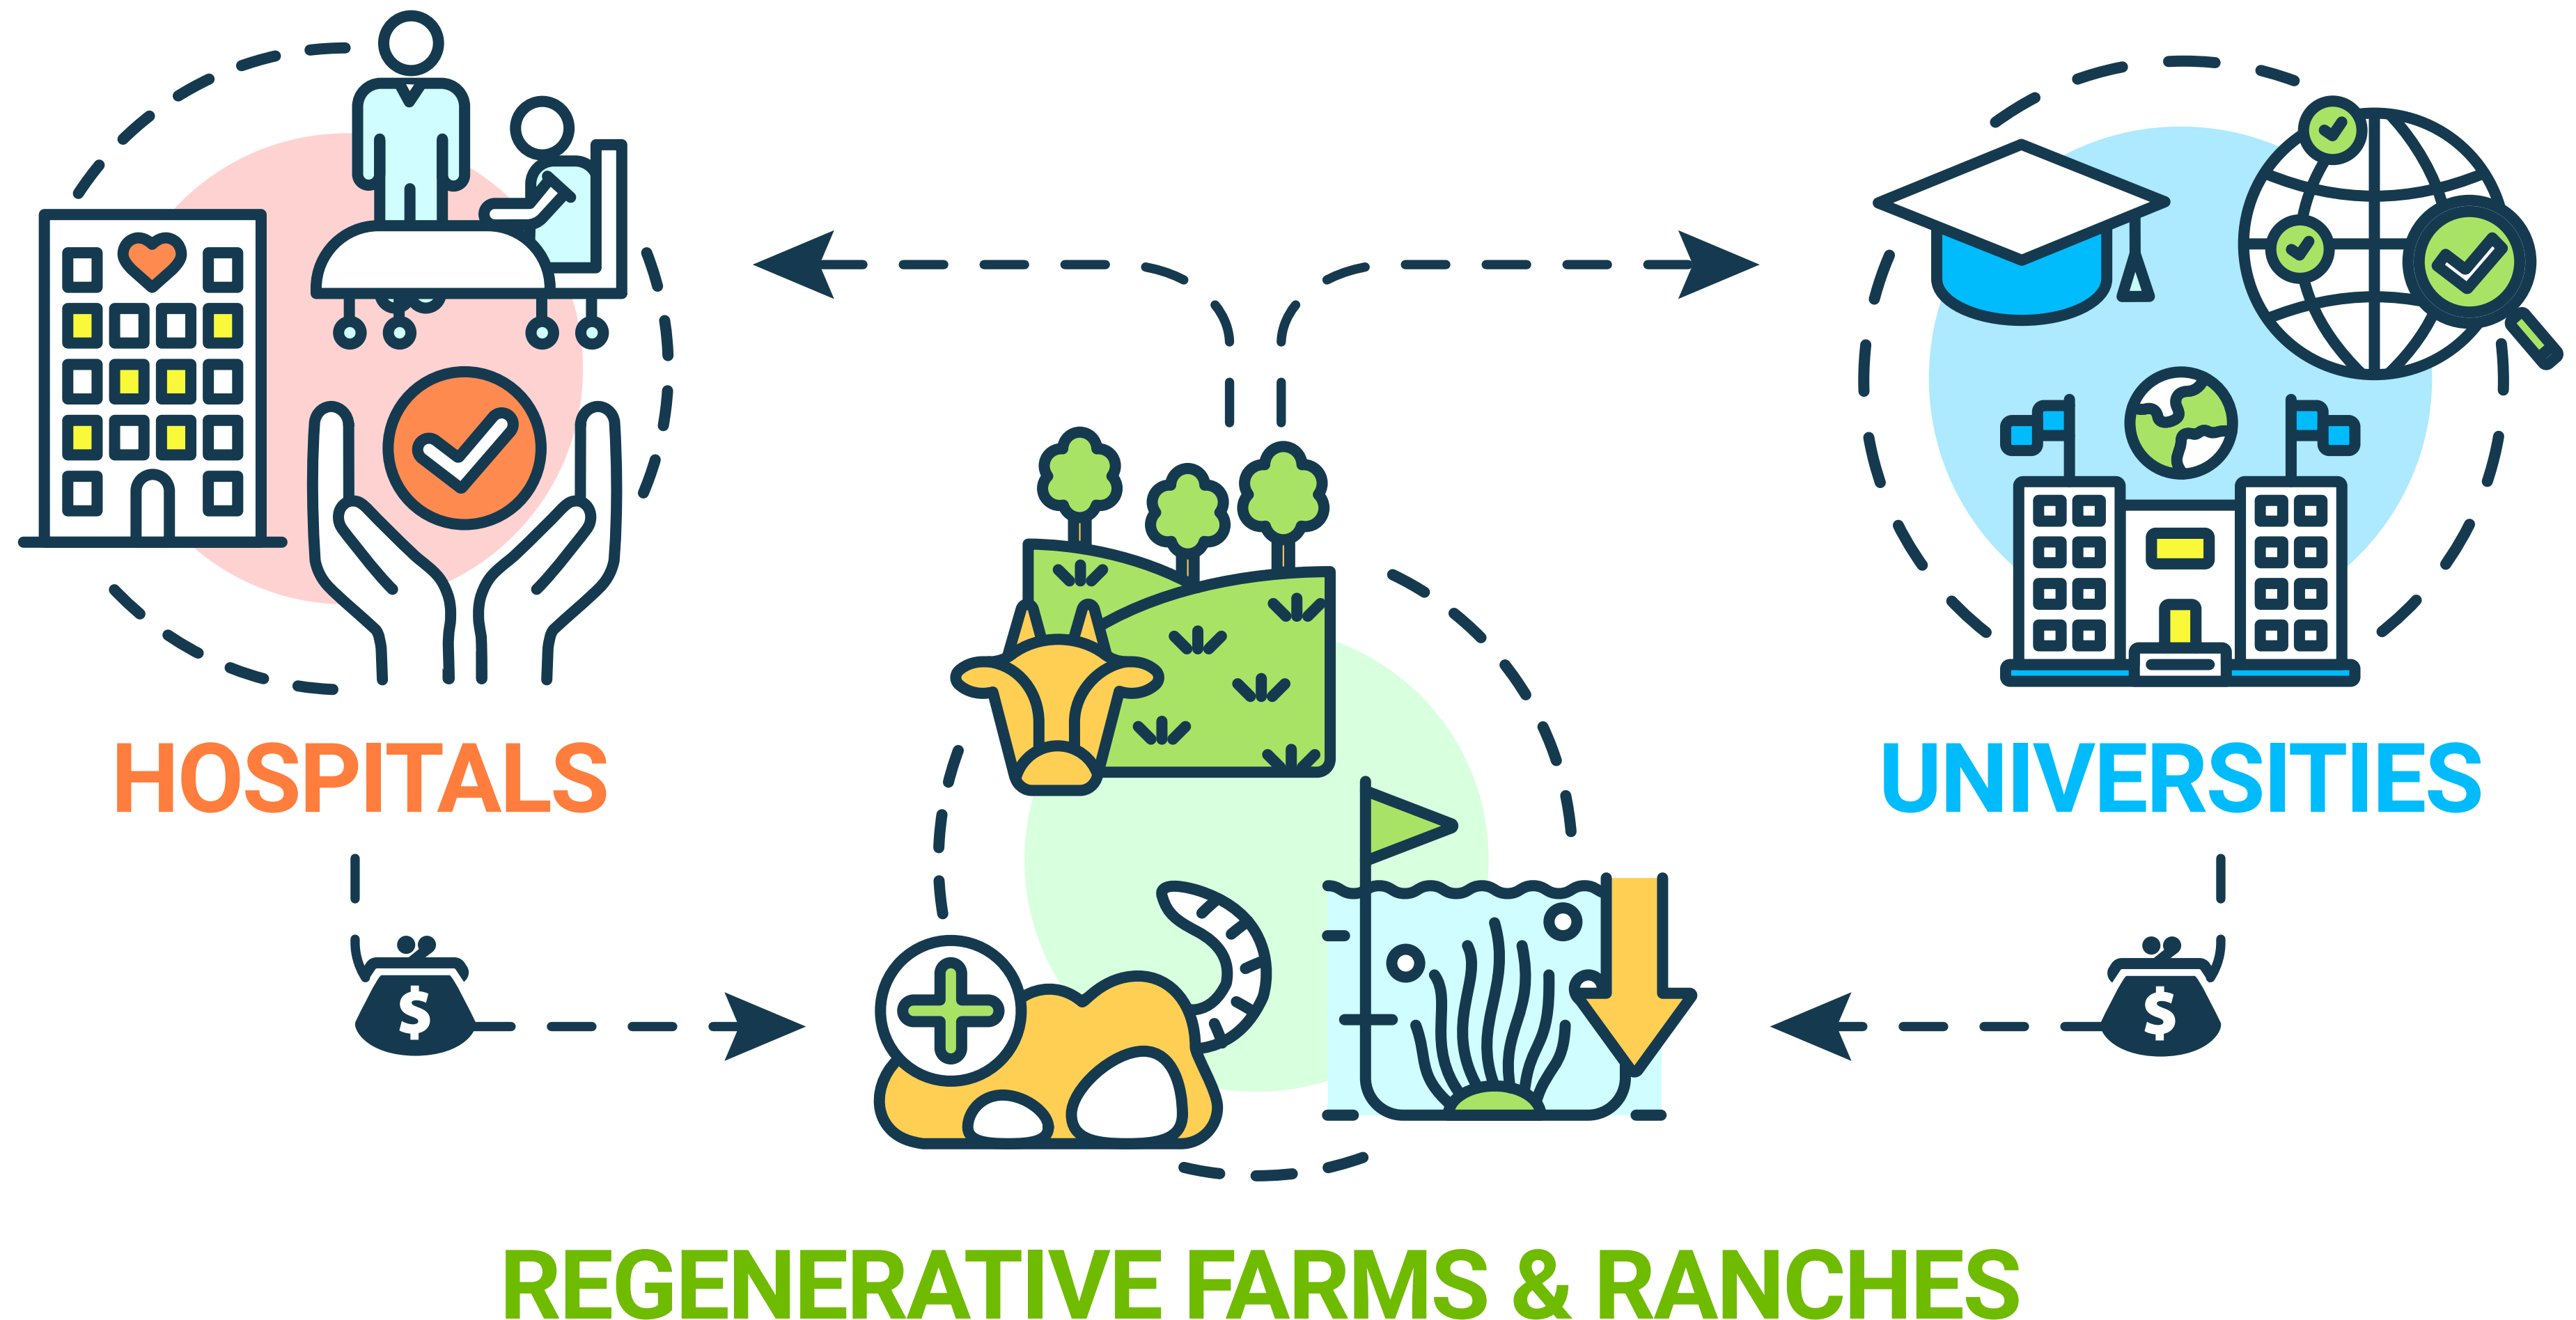 HOSPITALS
UNIVERSITIES
$
$
REGENERATIVE FARMS & RANCHES